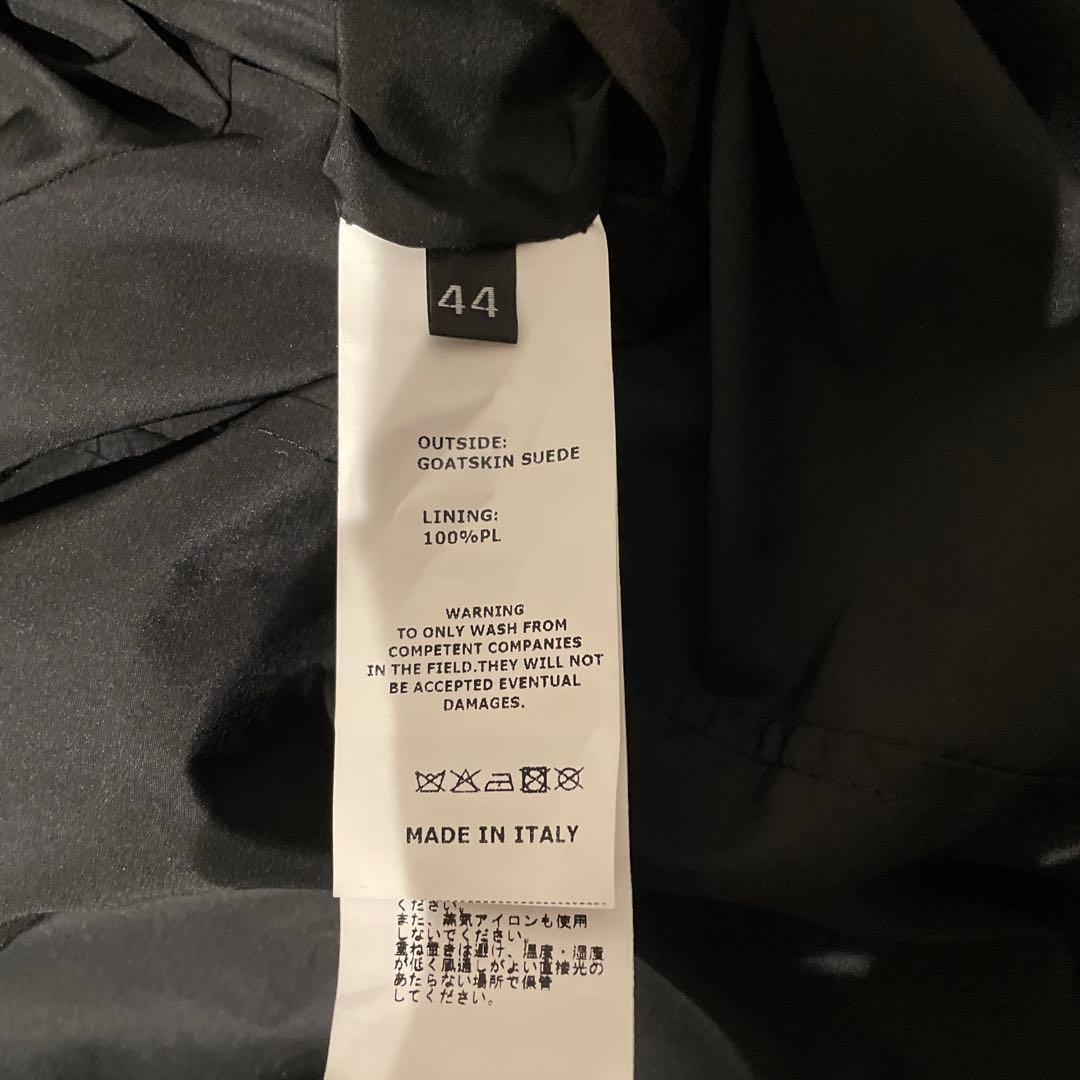 44
OUTSIDE:
GOATSKIN SUEDE
LINING:
100%PL
WARNING
TO ONLY WASH FROM
COMPETENT COMPANIES
IN THE FIELD.THEY WILL NOT
BE ACCEPTED EVENTUAL
DAMAGES.
MADE IN ITALY
ください。
また、蒸気アイロンも使用
しないでください。
重ね置きは避け、温度・湿度
が低く風通しがよい直接光の
あたらない場所で保管
してください。